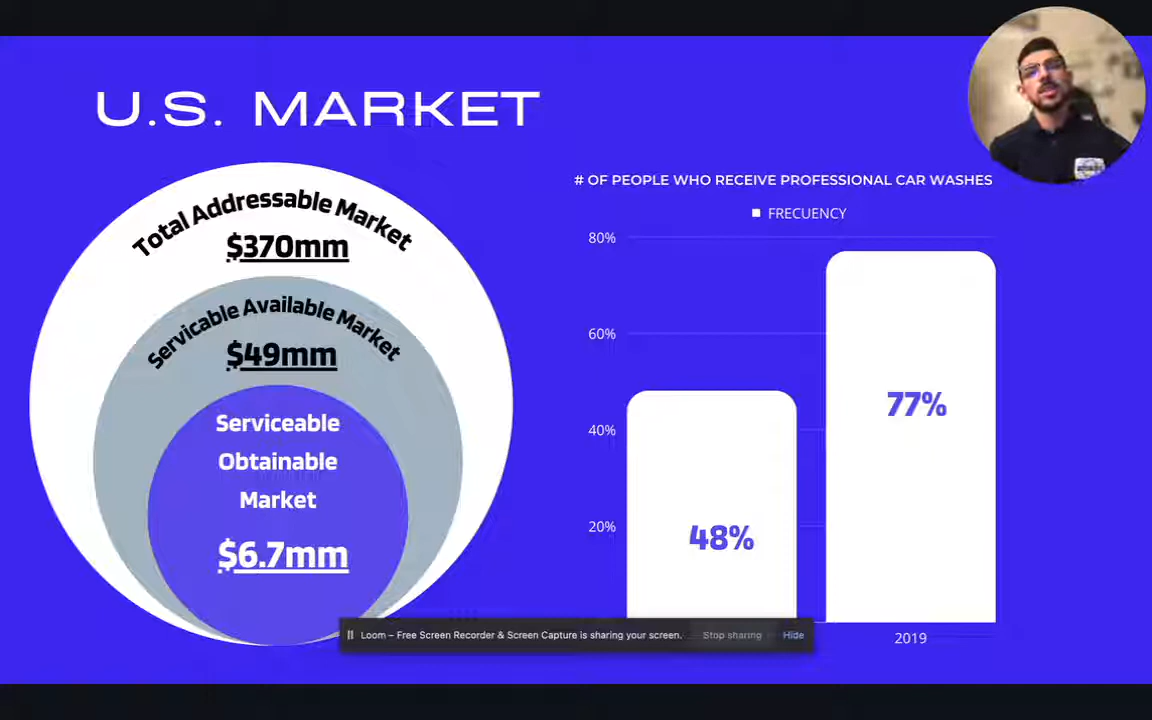 U.S. MARKET
Total Addressable Market
$370mm
Servicable Available Market
$49mm
Serviceable
Obtainable
Market
$6.7mm
# OF PEOPLE WHO RECEIVE PROFESSIONAL CAR WASHES
FRECUENCY
80%
60%
40%
20%
48%
77%
2019
Loom – Free Screen Recorder & Screen Capture is sharing your screen.
Stop sharing
Hide